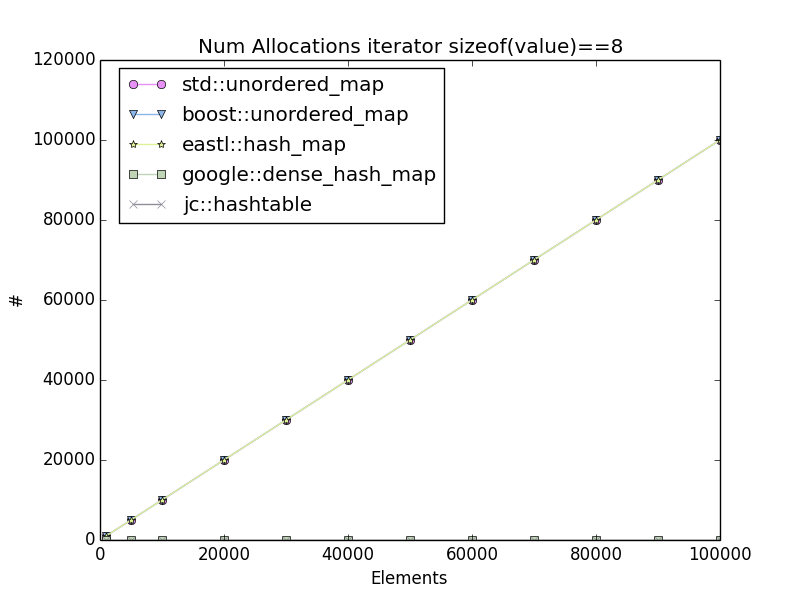 Num Allocations iterator sizeof(value)==8
120000
100000
80000
60000
40000
20000
0
#
std::unordered_map
boost::unordered_map
eastl::hash_map
google::dense_hash_map
jc::hashtable
0 20000 40000 60000 80000 100000
Elements